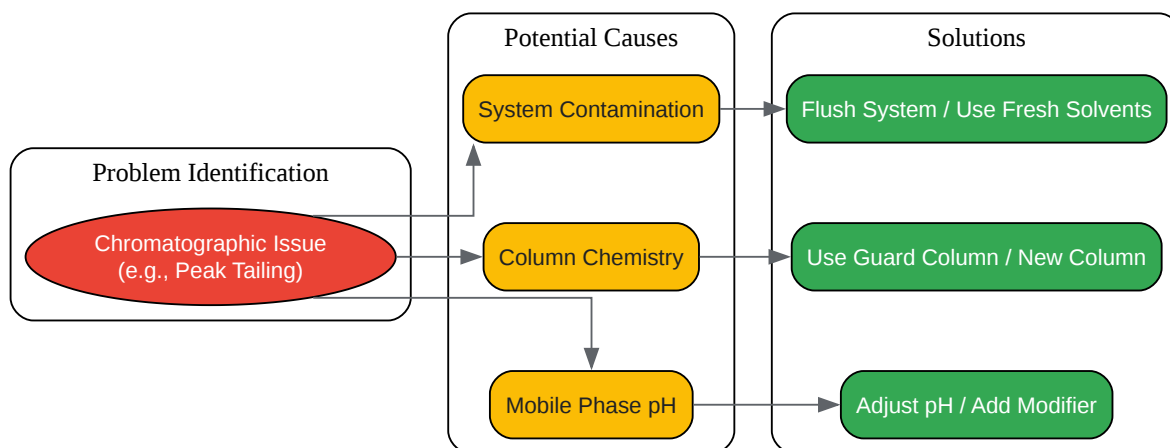 Problem Identification
Chromatographic Issue
(e.g., Peak Tailing)
Potential Causes
System Contamination
Column Chemistry
Mobile Phase pH
Solutions
Flush System / Use Fresh Solvents
Use Guard Column / New Column
Adjust pH / Add Modifier